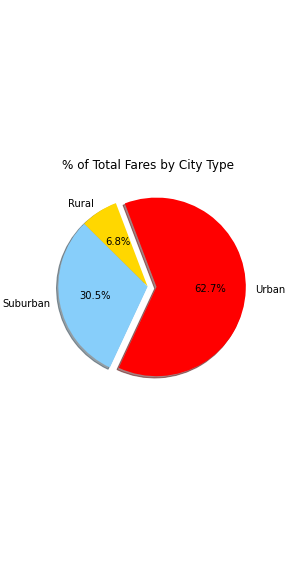 % of Total Fares by City Type
Rural
6.8%
62.7%
Urban
30.5%
Suburban